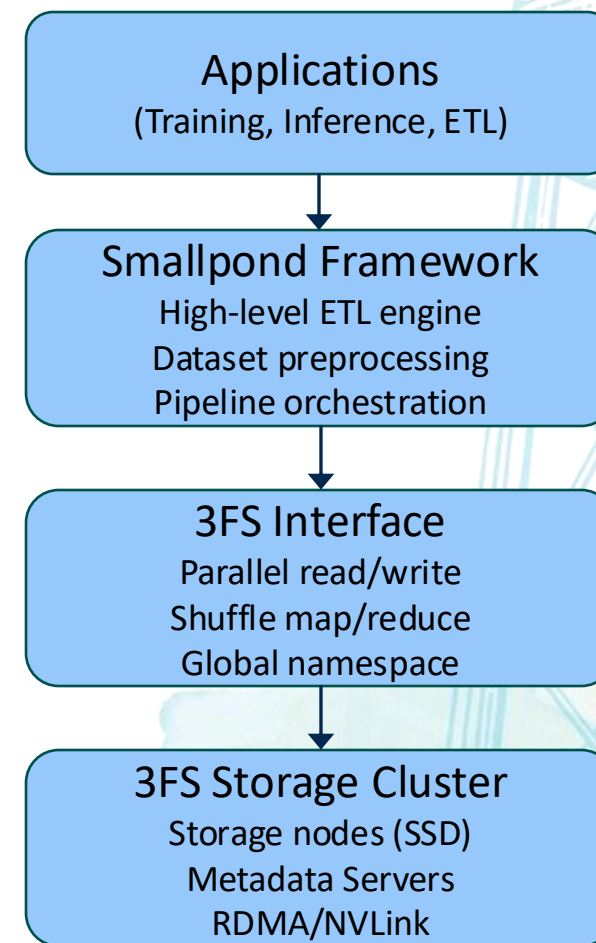 Applications
(Training, Inference, ETL)
Smallpond Framework
High-level ETL engine
Dataset preprocessing
Pipeline orchestration
3FS Interface
Parallel read/write
Shuffle map/reduce
Global namespace
3FS Storage Cluster
Storage nodes (SSD)
Metadata Servers
RDMA/NVLink